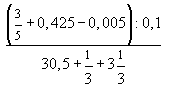 (3/5 + 0,425 − 0,005) : 0,1
30,5 + 1/3 + 3 1/3